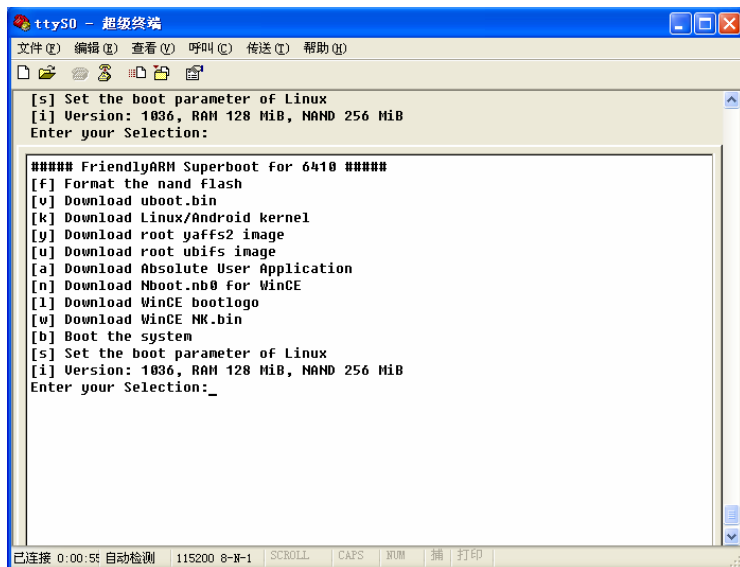 ttyS0 - 超级终端
文件(F) 编辑(E) 查看(V) 呼叫(C) 传送(T) 帮助(H)
[s] Set the boot parameter of Linux
[i] Version: 1036, RAM 128 MiB, NAND 256 MiB
Enter your Selection:
##### FriendlyARM Superboot for 6410 #####
[f] Format the nand flash
[v] Download uboot.bin
[k] Download Linux/Android kernel
[y] Download root yaffs2 image
[u] Download root ubifs image
[a] Download Absolute User Application
[n] Download Nboot.nb0 for WinCE
[l] Download WinCE bootlogo
[w] Download WinCE NK.bin
[b] Boot the system
[s] Set the boot parameter of Linux
[i] Version: 1036, RAM 128 MiB, NAND 256 MiB
Enter your Selection:_
已连接 0:00:55 自动检测 115200 8-N-1 SCROLL CAPS NUM 捕 打印